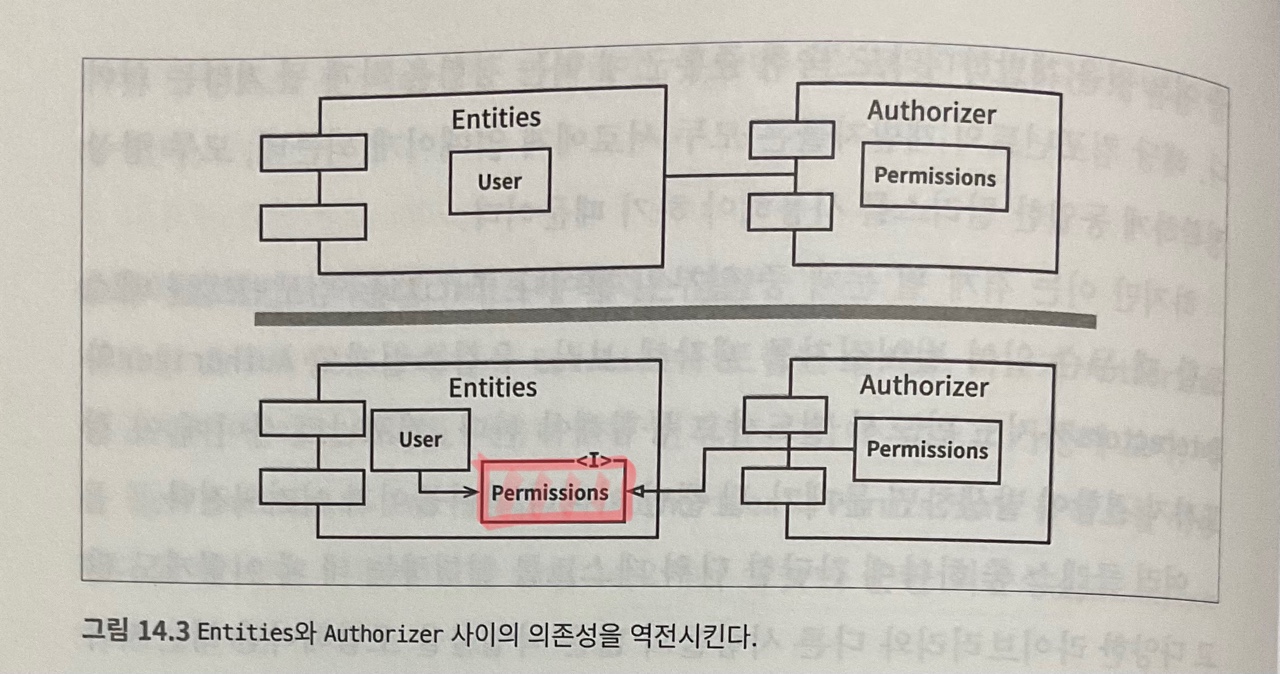 Entities
User
Authorizer
Permissions
Entities
User
<I>
Permissions
Authorizer
Permissions
그림 14.3 Entities와 Authorizer 사이의 의존성을 역전시킨다.